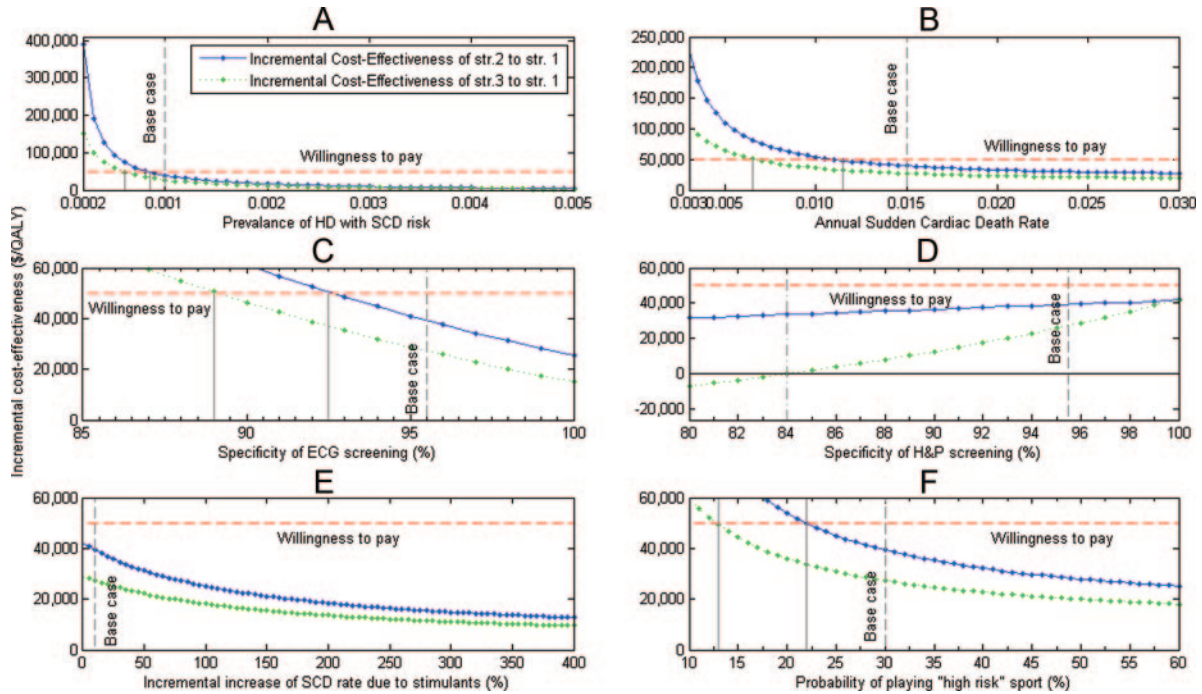 A
400,000
300,000
200,000
100,000
0
Incremental Cost-Effectiveness of str.2 to str. 1
Incremental Cost-Effectiveness of str.3 to str. 1
Base case
Willingness to pay
0.0002 0.001 0.002 0.003 0.004 0.005
Prevalance of HD with SCD risk
B
250,000
200,000
150,000
100,000
50,000
0
Base case
Willingness to pay
0.003 0.005 0.010 0.015 0.020 0.025 0.030
Annual Sudden Cardiac Death Rate
Incremental cost-effectiveness ($/QALY)
C
60,000
40,000
20,000
0
Willingness to pay
Base case
85 90 95 100
Specificity of ECG screening (%)
D
60,000
40,000
20,000
0
-20,000
Willingness to pay
Base case
80 82 84 86 88 90 92 94 96 98 100
Specificity of H&P screening (%)
E
60,000
40,000
20,000
0
Willingness to pay
Base case
0 50 100 150 200 250 300 350 400
Incremental increase of SCD rate due to stimulants (%)
F
60,000
40,000
20,000
0
Willingness to pay
Base case
10 15 20 25 30 35 40 45 50 55 60
Probability of playing "high risk" sport (%)